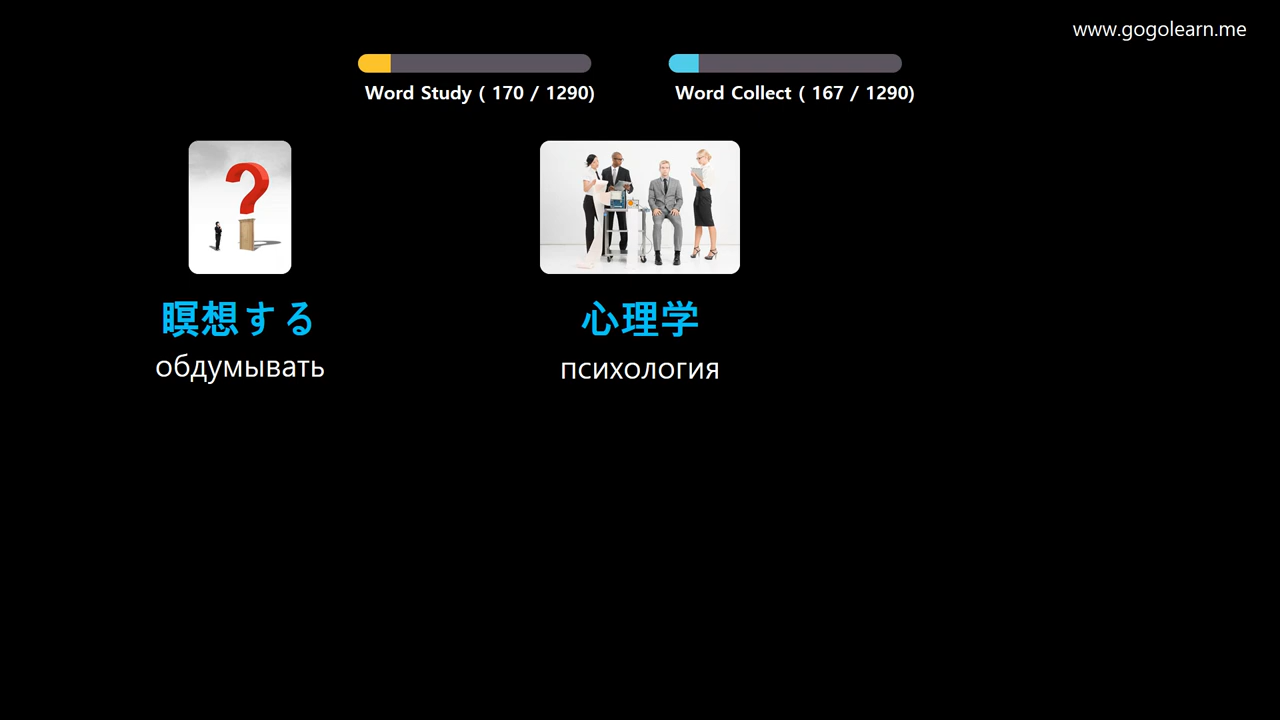 www.gogolearn.me
Word Study ( 170 / 1290)
Word Collect ( 167 / 1290)
瞑想する
обдумывать
心理学
психология